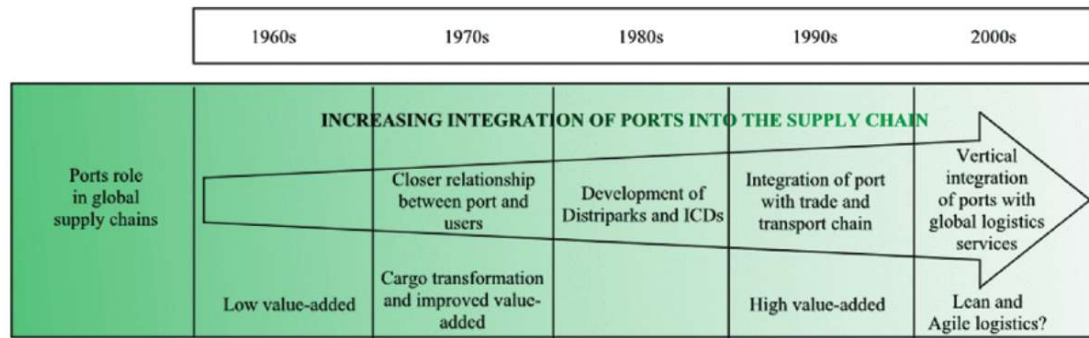 1960s
1970s
1980s
1990s
2000s
INCREASING INTEGRATION OF PORTS INTO THE SUPPLY CHAIN
Ports role
in global
supply chains
Closer relationship
between port and
users
Development of
Distriparks and ICDs
Integration of port
with trade and
transport chain
Vertical
integration
of ports with
global logistics
services
Low value-added
Cargo transformation
and improved value-
added
High value-added
Lean and
Agile logistics?